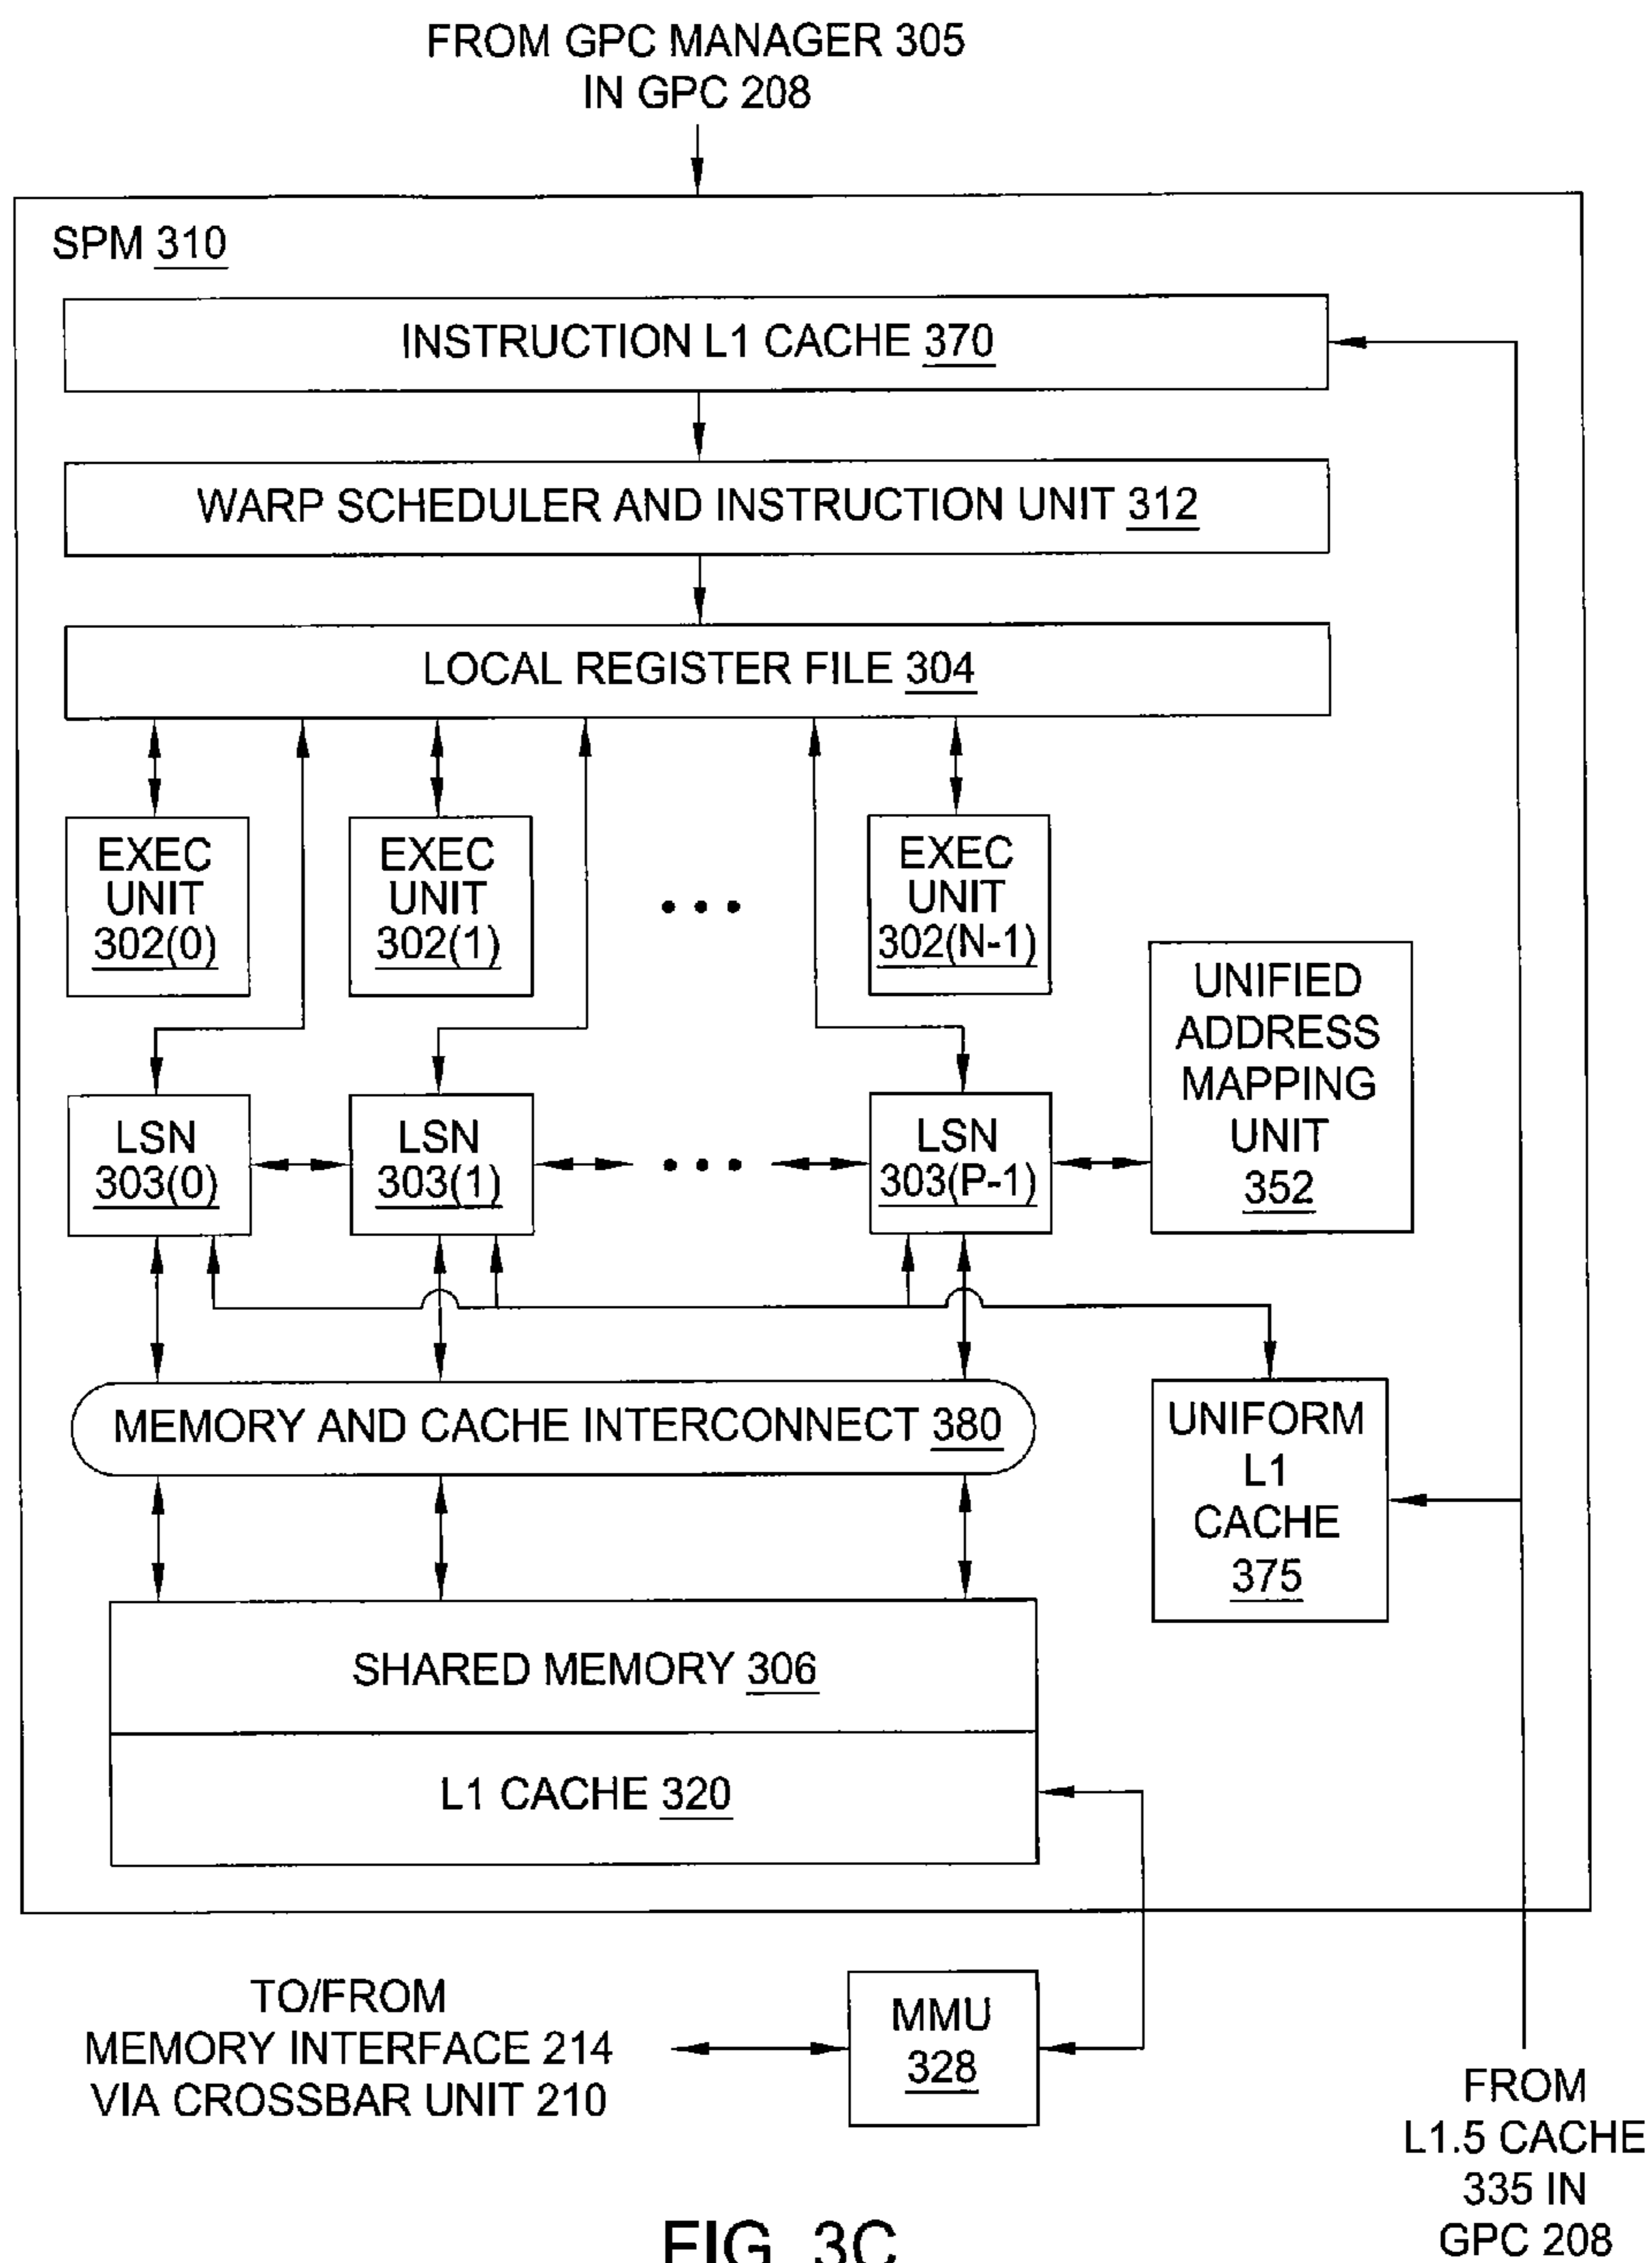 FROM GPC MANAGER 305
IN GPC 208
SPM 310
INSTRUCTION L1 CACHE 370
WARP SCHEDULER AND INSTRUCTION UNIT 312
LOCAL REGISTER FILE 304
EXEC
UNIT
302(0)
EXEC
UNIT
302(1)
• • •
EXEC
UNIT
302(N-1)
UNIFIED
ADDRESS
MAPPING
UNIT
352
LSN
303(0)
LSN
303(1)
• • •
LSN
303(P-1)
MEMORY AND CACHE INTERCONNECT 380
UNIFORM
L1
CACHE
375
SHARED MEMORY 306
L1 CACHE 320
TO/FROM
MEMORY INTERFACE 214
VIA CROSSBAR UNIT 210
MMU
328
FROM
L1.5 CACHE
335 IN
GPC 208
FIG. 3C